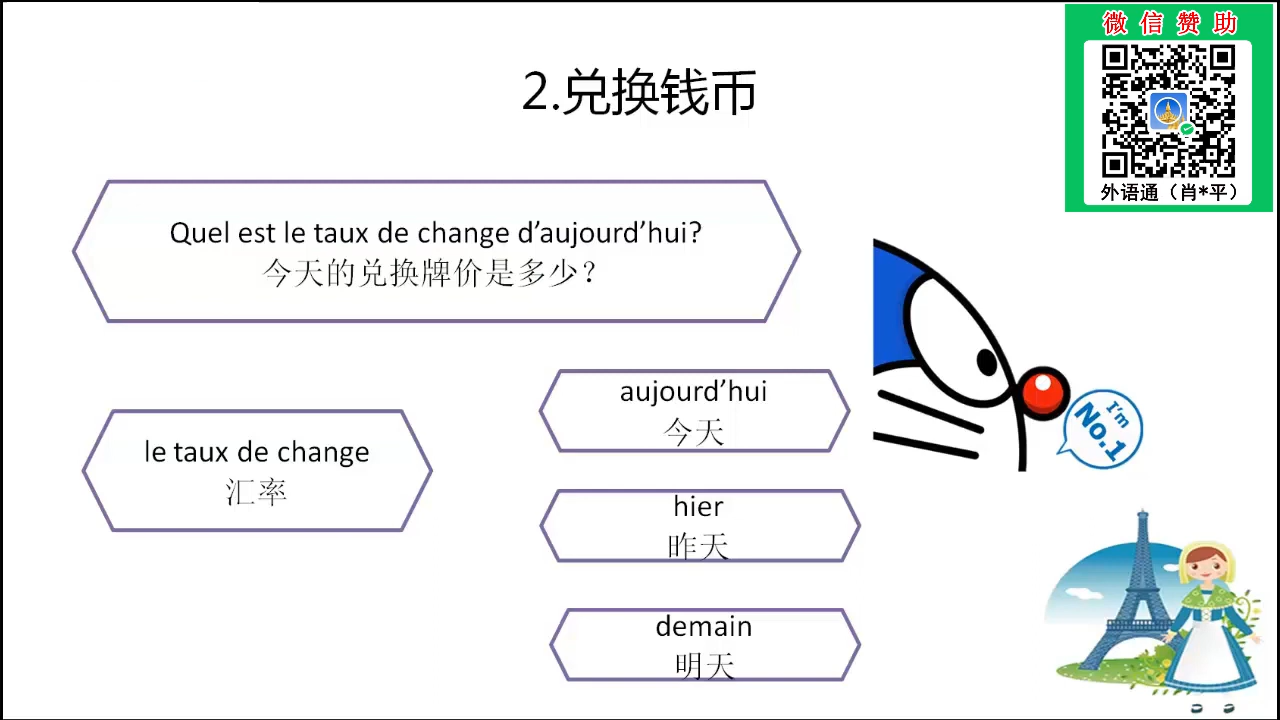 微信赞助
外语通（肖*平）
2.兑换钱币
Quel est le taux de change d’aujourd’hui?
今天的兑换牌价是多少？
le taux de change
汇率
aujourd’hui
今天
hier
昨天
demain
明天
I'm
No.1